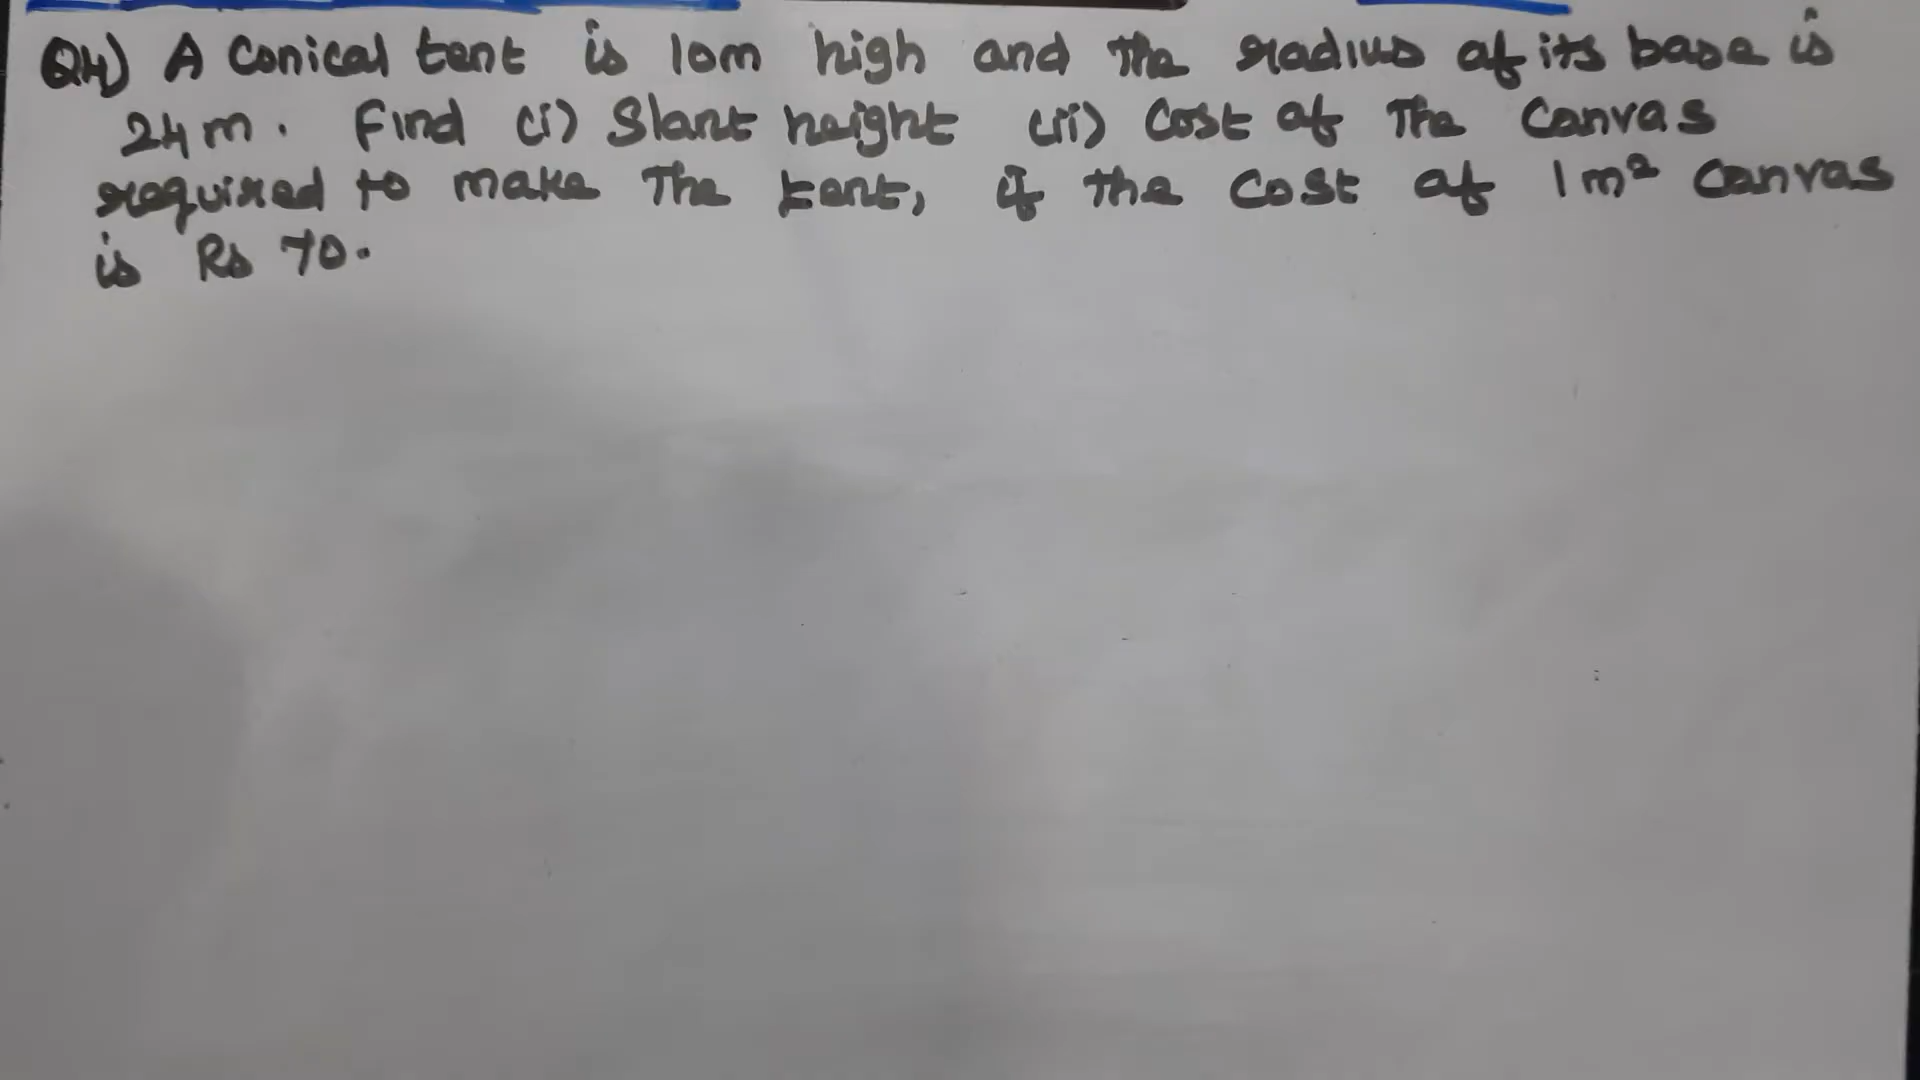 Q4) A Conical tent is 10m high and the radius of its base is
24m. Find (i) Slant height (ii) Cost of The Canvas
required to make The tent, if the cost of 1m² Canvas
is Rs 70.